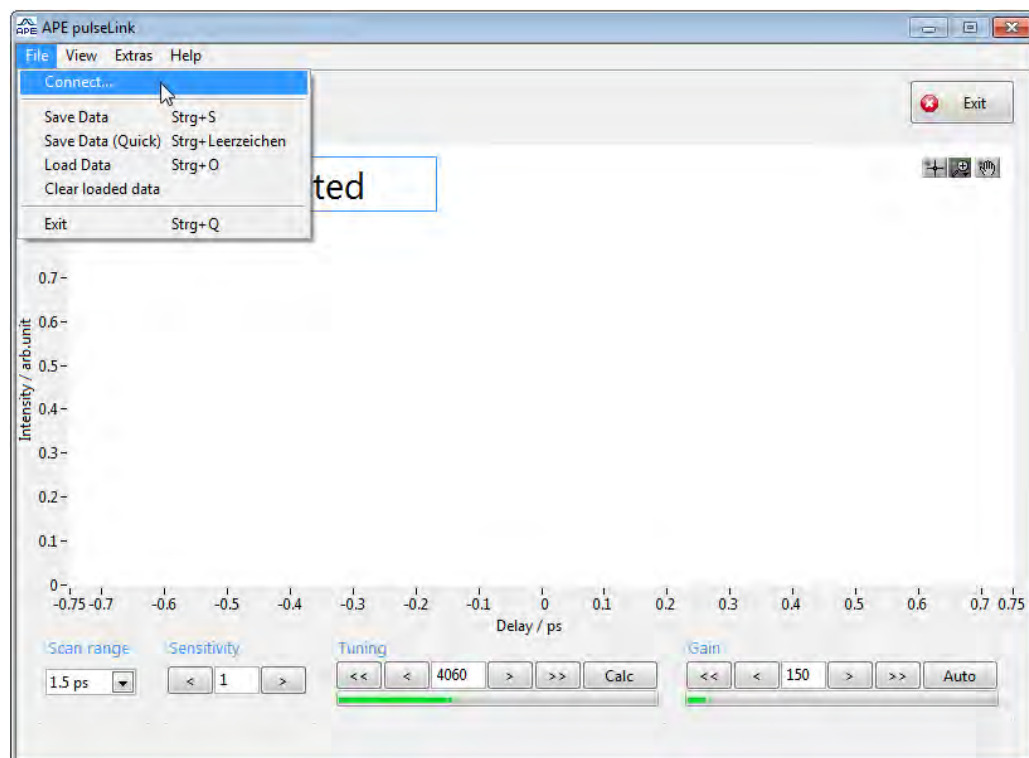 APE APE pulseLink
File View Extras Help
Connect...
Exit
Save Data Strg+S
Save Data (Quick) Strg+Leerzeichen
Load Data Strg+O
Clear loaded data
ted
Exit Strg+Q
0.7
0.6
0.5
0.4
0.3
0.2
0.1
0
Intensity / arb.unit
-0.75 -0.7 -0.6 -0.5 -0.4 -0.3 -0.2 -0.1 0 0.1 0.2 0.3 0.4 0.5 0.6 0.7 0.75
Delay / ps
Scan range Sensitivity Tuning Gain
1.5 ps < 1 > << < 4060 > >> Calc << < 150 > >> Auto